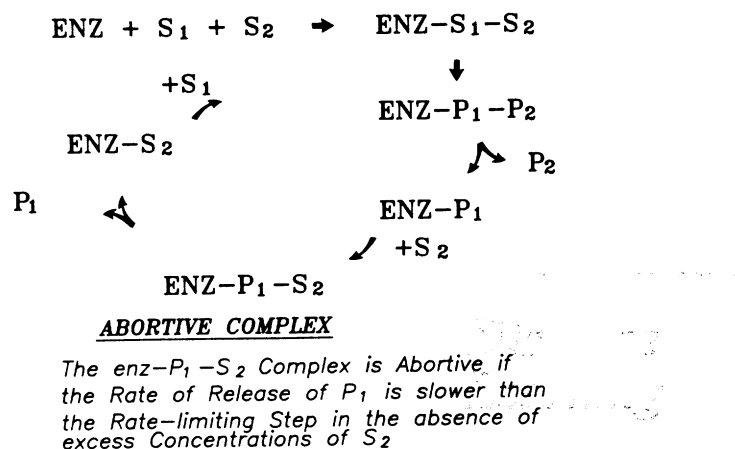 ENZ + S₁ + S₂ → ENZ–S₁–S₂
+S₁
ENZ–P₁–P₂
ENZ–S₂
P₂
P₁
ENZ–P₁
+S₂
ENZ–P₁–S₂
ABORTIVE COMPLEX
The enz–P₁–S₂ Complex is Abortive if
the Rate of Release of P₁ is slower than
the Rate-limiting Step in the absence of
excess Concentrations of S₂